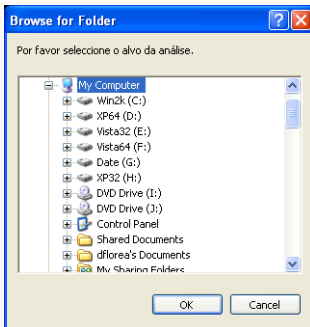 Browse for Folder
Por favor seleccione o alvo da análise.
My Computer
Win2k (C:)
XP64 (D:)
Vista32 (E:)
Vista64 (F:)
Date (G:)
XP32 (H:)
DVD Drive (I:)
DVD Drive (J:)
Control Panel
Shared Documents
dflorea's Documents
My Sharing Folders
OK
Cancel